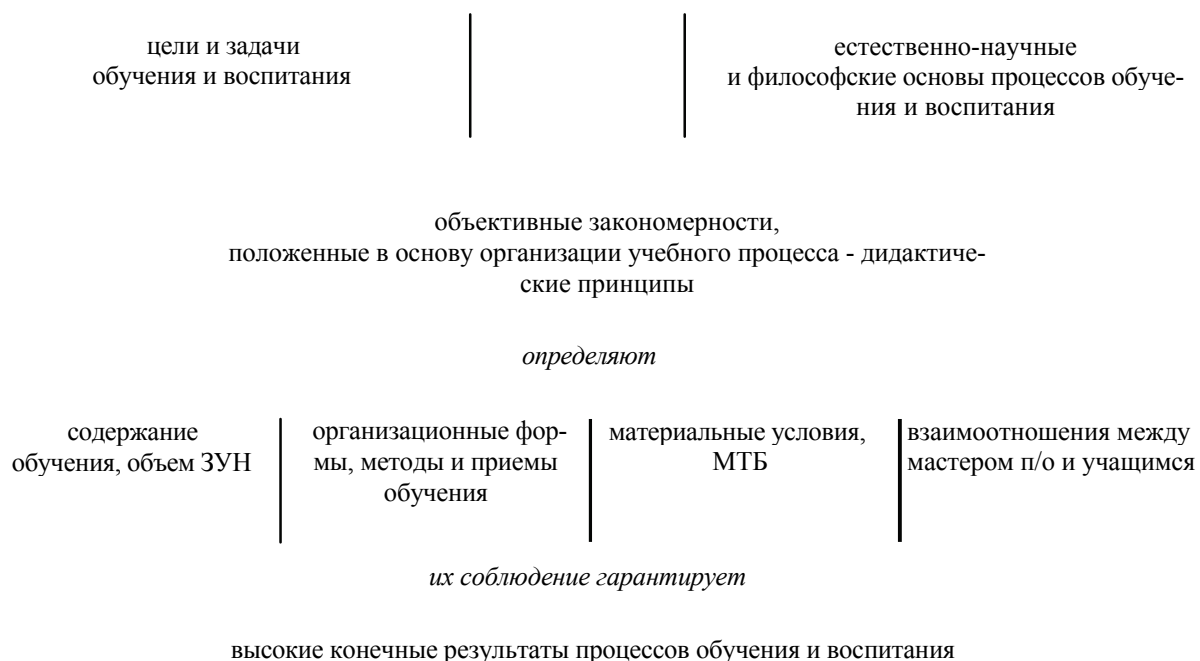 цели и задачи
обучения и воспитания
естественно-научные
и философские основы процессов обуче-
ния и воспитания
объективные закономерности,
положенные в основу организации учебного процесса - дидактиче-
ские принципы
определяют
содержание
обучения, объем ЗУН
организационные фор-
мы, методы и приемы
обучения
материальные условия,
МТБ
взаимоотношения между
мастером п/о и учащимся
их соблюдение гарантирует
высокие конечные результаты процессов обучения и воспитания